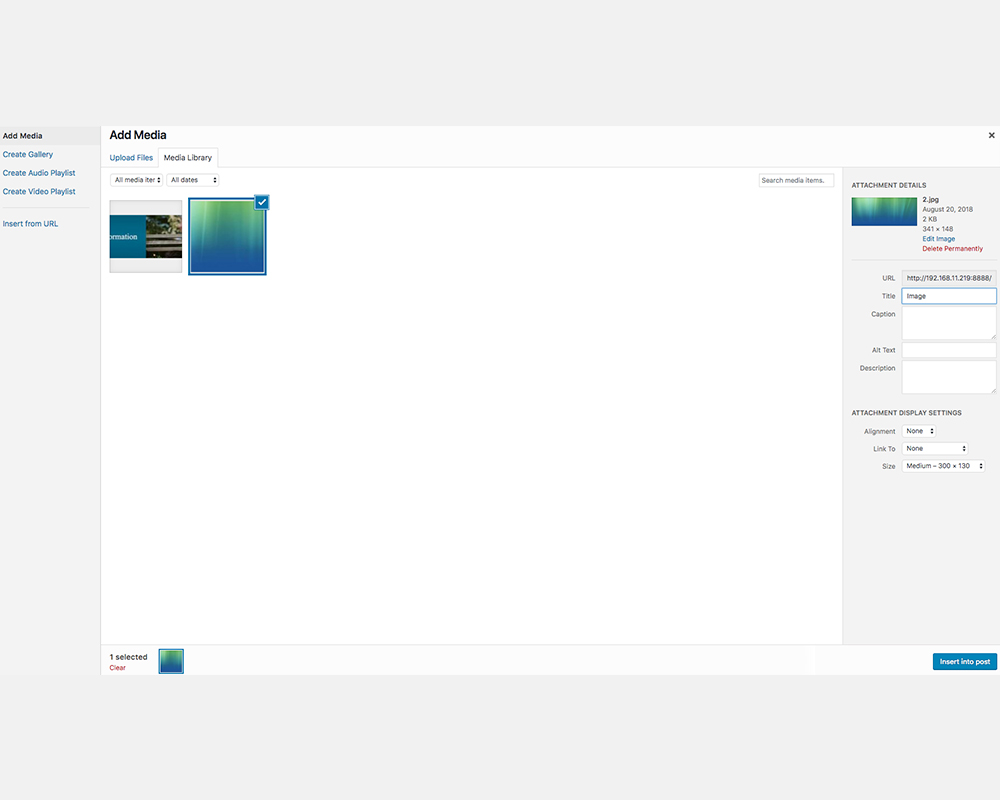 Add Media
Create Gallery
Create Audio Playlist
Create Video Playlist
Insert from URL
Add Media
Upload Files
Media Library
All media iter
All dates
Search media items.
rmation
1 selected
Clear
ATTACHMENT DETAILS
2.jpg
August 20, 2018
2 KB
341 × 148
Edit Image
Delete Permanently
URL http://192.168.11.219:8888/
Title Image
Caption
Alt Text
Description
ATTACHMENT DISPLAY SETTINGS
Alignment None
Link To None
Size Medium – 300 × 130
Insert into post